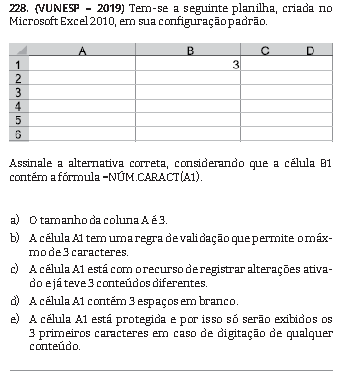 228. (VUNESP – 2019) Tem-se a seguinte planilha, criada no
Microsoft Excel 2010, em sua configuração padrão.
A B C D
1 3
2
3
4
5
6
Assinale a alternativa correta, considerando que a célula B1
contém a fórmula =NÚM.CARACT(A1).
a) O tamanho da coluna A é 3.
b) A célula A1 tem uma regra de validação que permite o máx-
mo de 3 caracteres.
c) A célula A1 está com o recurso de registrar alterações ativa-
do e já teve 3 conteúdos diferentes.
d) A célula A1 contém 3 espaços em branco.
e) A célula A1 está protegida e por isso só serão exibidos os
3 primeiros caracteres em caso de digitação de qualquer
conteúdo.